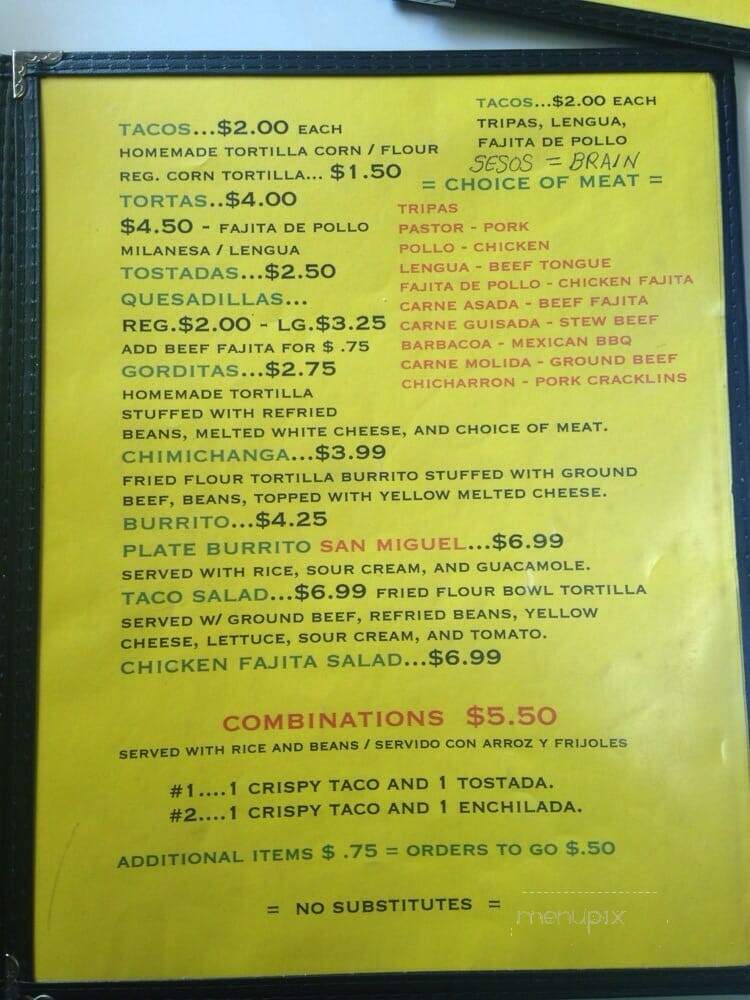 TACOS...$2.00 EACH
HOMEMADE TORTILLA CORN / FLOUR
REG. CORN TORTILLA... $1.50
TORTAS..$4.00
$4.50 - FAJITA DE POLLO
MILANESA / LENGUA
TOSTADAS...$2.50
QUESADILLAS...
REG.$2.00 - LG.$3.25
ADD BEEF FAJITA FOR $ .75
GORDITAS...$2.75
HOMEMADE TORTILLA
STUFFED WITH REFRIED
BEANS, MELTED WHITE CHEESE, AND CHOICE OF MEAT.
TACOS...$2.00 EACH
TRIPAS, LENGUA,
FAJITA DE POLLO
SESOS = BRAIN
= CHOICE OF MEAT =
TRIPAS
PASTOR - PORK
POLLO - CHICKEN
LENGUA - BEEF TONGUE
FAJITA DE POLLO - CHICKEN FAJITA
CARNE ASADA - BEEF FAJITA
CARNE GUISADA - STEW BEEF
BARBACOA - MEXICAN BBQ
CARNE MOLIDA - GROUND BEEF
CHICHARRON - PORK CRACKLINS
CHIMICHANGA...$3.99
FRIED FLOUR TORTILLA BURRITO STUFFED WITH GROUND
BEEF, BEANS, TOPPED WITH YELLOW MELTED CHEESE.
BURRITO...$4.25
PLATE BURRITO SAN MIGUEL...$6.99
SERVED WITH RICE, SOUR CREAM, AND GUACAMOLE.
TACO SALAD...$6.99 FRIED FLOUR BOWL TORTILLA
SERVED W/ GROUND BEEF, REFRIED BEANS, YELLOW
CHEESE, LETTUCE, SOUR CREAM, AND TOMATO.
CHICKEN FAJITA SALAD...$6.99
COMBINATIONS $5.50
SERVED WITH RICE AND BEANS / SERVIDO CON ARROZ Y FRIJOLES
#1....1 CRISPY TACO AND 1 TOSTADA.
#2....1 CRISPY TACO AND 1 ENCHILADA.
ADDITIONAL ITEMS $ .75 = ORDERS TO GO $.50
= NO SUBSTITUTES =
menupix